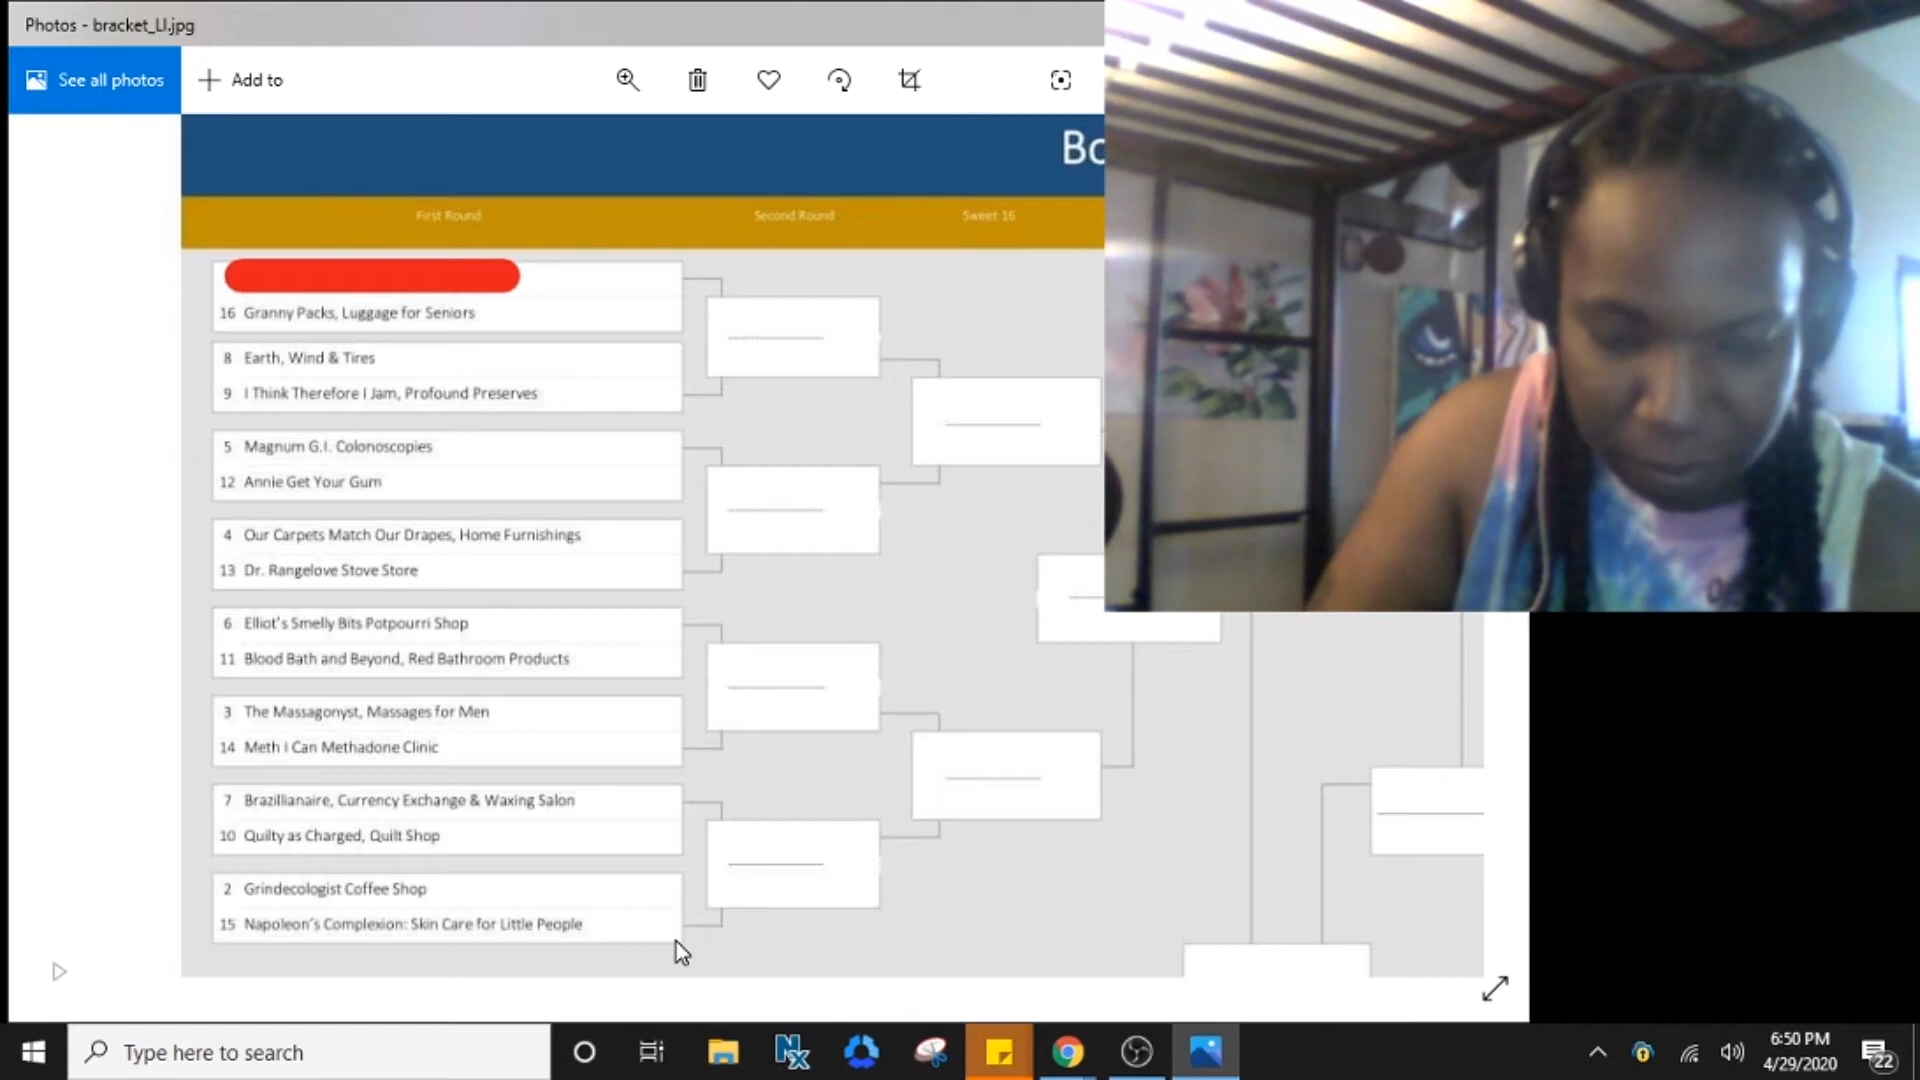 Photos - bracket_LI.jpg
See all photos
Add to
Bo
First Round
Second Round
Sweet 16
16 Granny Packs, Luggage for Seniors
8 Earth, Wind & Tires
9 I Think Therefore I Jam, Profound Preserves
5 Magnum G.I. Colonoscopies
12 Annie Get Your Gum
4 Our Carpets Match Our Drapes, Home Furnishings
13 Dr. Rangelove Stove Store
6 Elliot's Smelly Bits Potpourri Shop
11 Blood Bath and Beyond, Red Bathroom Products
3 The Massagonyst, Massages for Men
14 Meth I Can Methadone Clinic
7 Brazillianaire, Currency Exchange & Waxing Salon
10 Quilty as Charged, Quilt Shop
2 Grindecologist Coffee Shop
15 Napoleon's Complexion: Skin Care for Little People
Type here to search
Nx
6:50 PM
4/29/2020
22